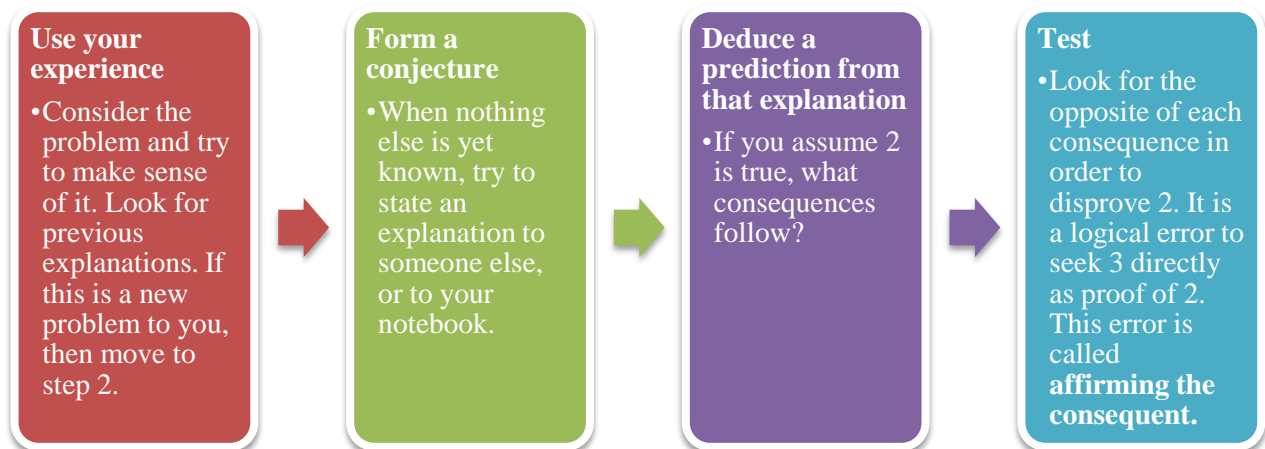 Use your
experience
•Consider the
problem and try
to make sense
of it. Look for
previous
explanations. If
this is a new
problem to you,
then move to
step 2.
Form a
conjecture
•When nothing
else is yet
known, try to
state an
explanation to
someone else,
or to your
notebook.
Deduce a
prediction from
that explanation
•If you assume 2
is true, what
consequences
follow?
Test
•Look for the
opposite of each
consequence in
order to
disprove 2. It is
a logical error to
seek 3 directly
as proof of 2.
This error is
called
affirming the
consequent.